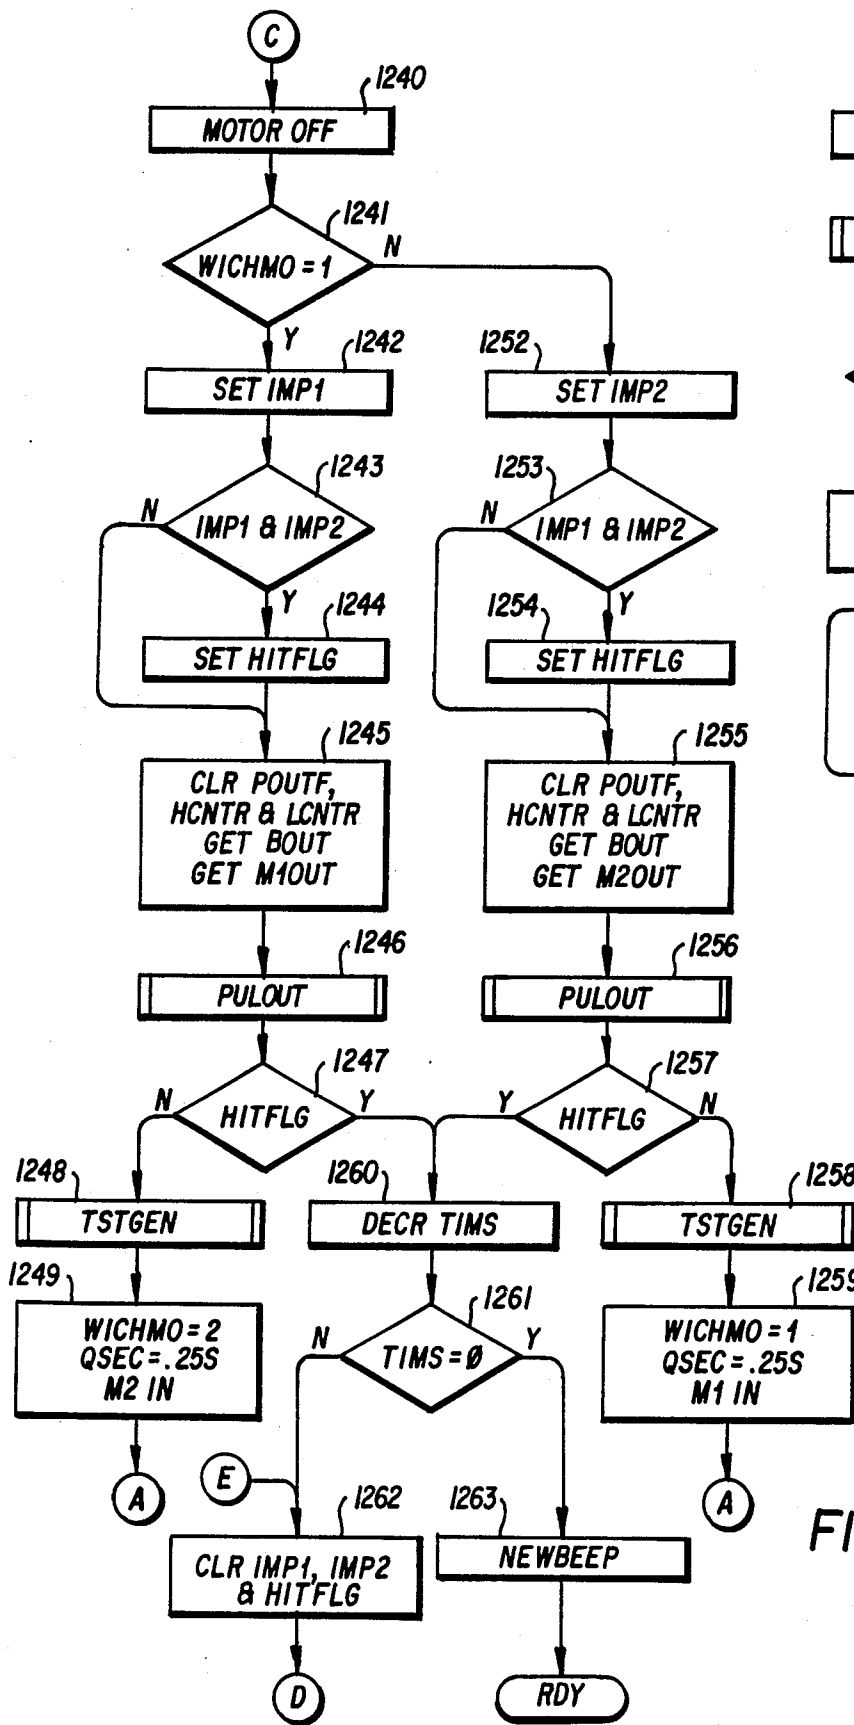 C
1240
MOTOR OFF
1241
WICHMO = 1
N
Y
1242
SET IMP1
1252
SET IMP2
1243
IMP1 & IMP2
N
Y
1253
IMP1 & IMP2
N
Y
1244
SET HITFLG
1254
SET HITFLG
1245
CLR POUTF,
HCNTR & LCNTR
GET BOUT
GET M1OUT
1255
CLR POUTF,
HCNTR & LCNTR
GET BOUT
GET M2OUT
1246
PULOUT
1256
PULOUT
1247
N
HITFLG
Y
1257
Y
HITFLG
N
1248
TSTGEN
1260
DECR TIMS
1258
TSTGEN
1249
WICHMO = 2
QSEC = .25S
M2 IN
1261
N
TIMS = Ø
Y
1259
WICHMO = 1
QSEC = .25S
M1 IN
A
E
A
1262
CLR IMP1, IMP2
& HITFLG
1263
NEWBEEP
FI
D
RDY